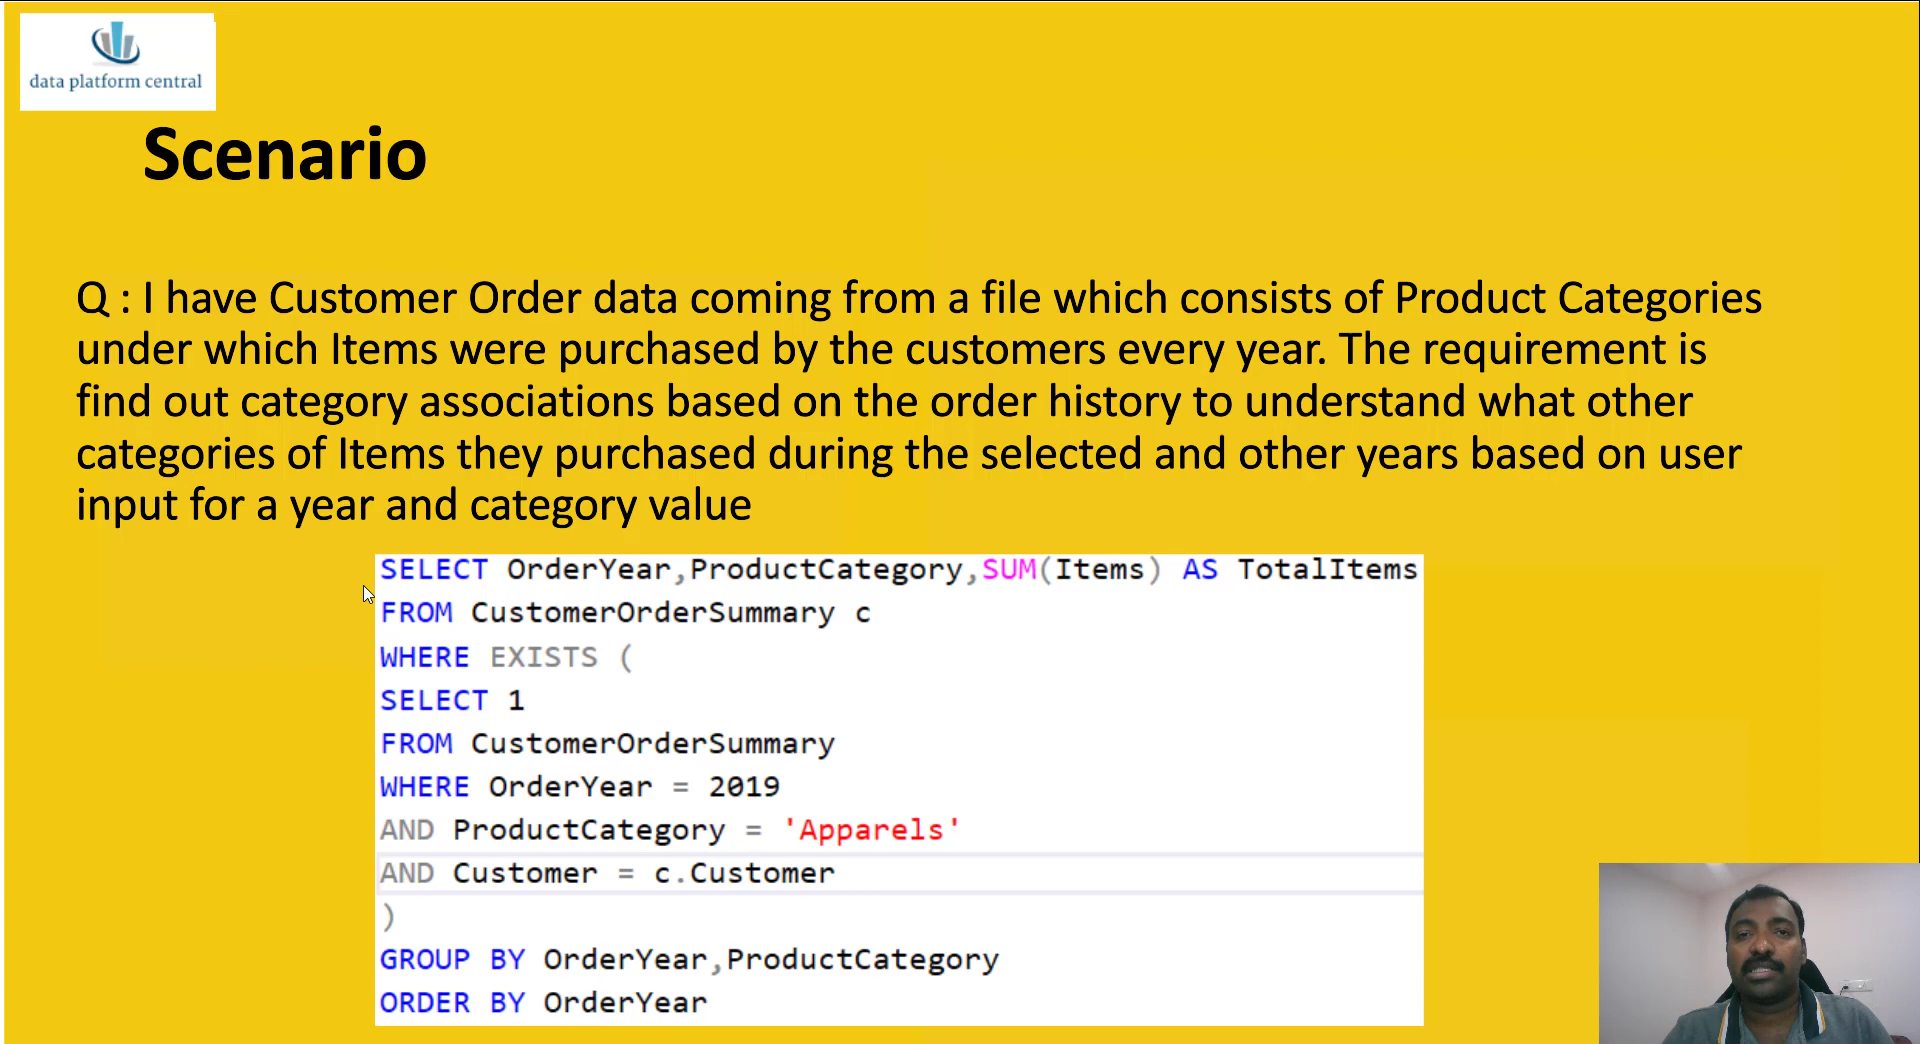 data platform central
Scenario
Q : I have Customer Order data coming from a file which consists of Product Categories
under which Items were purchased by the customers every year. The requirement is
find out category associations based on the order history to understand what other
categories of Items they purchased during the selected and other years based on user
input for a year and category value
SELECT OrderYear,ProductCategory,SUM(Items) AS TotalItems
FROM CustomerOrderSummary c
WHERE EXISTS (
SELECT 1
FROM CustomerOrderSummary
WHERE OrderYear = 2019
AND ProductCategory = 'Apparels'
AND Customer = c.Customer
)
GROUP BY OrderYear,ProductCategory
ORDER BY OrderYear